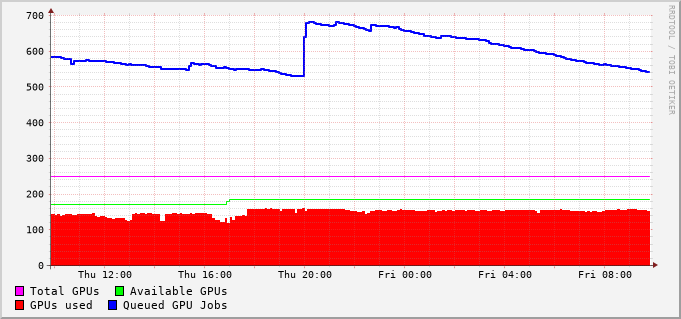 700
600
500
400
300
200
100
0
Thu 12:00 Thu 16:00 Thu 20:00 Fri 00:00 Fri 04:00 Fri 08:00
Total GPUs Available GPUs
GPUs used Queued GPU Jobs
RRDTOOL / TOBI OETIKER